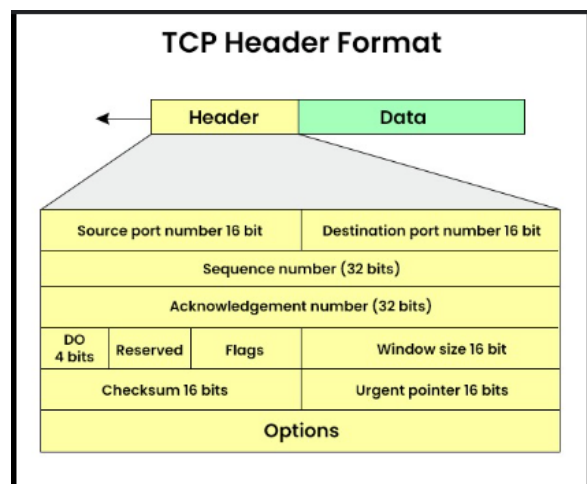 TCP Header Format
Header
Data
Source port number 16 bit
Destination port number 16 bit
Sequence number (32 bits)
Acknowledgement number (32 bits)
DO
4 bits
Reserved
Flags
Window size 16 bit
Checksum 16 bits
Urgent pointer 16 bits
Options